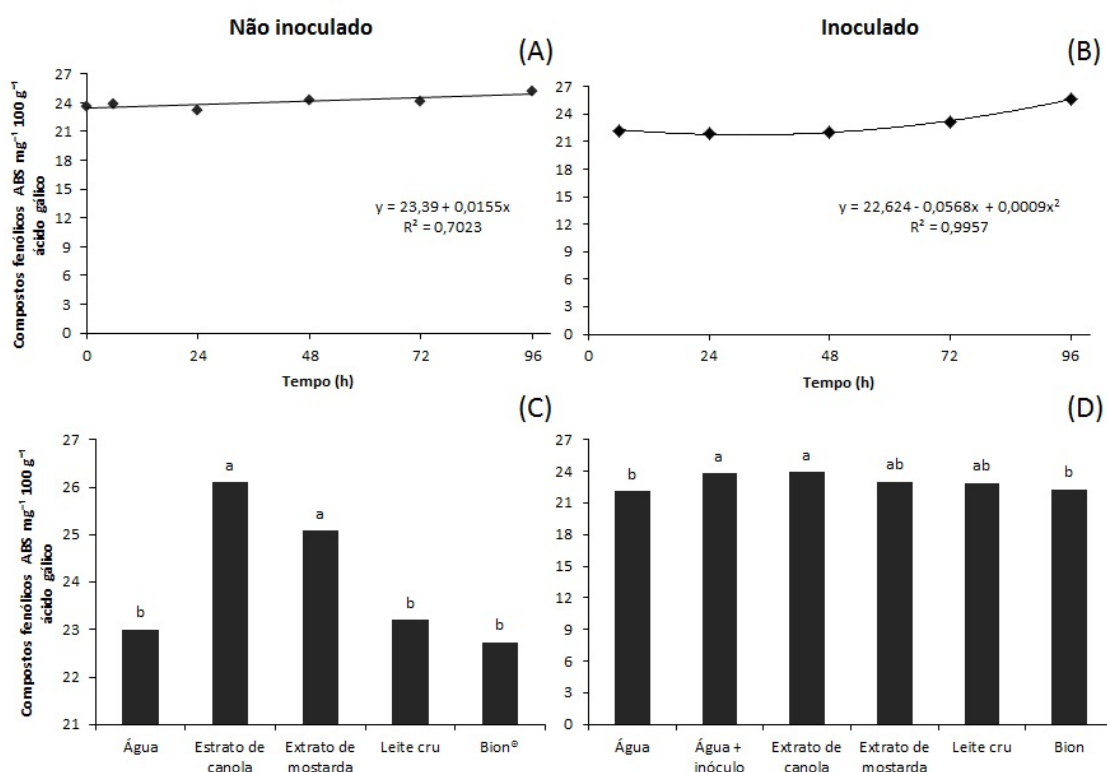 Não inoculado
(A)
Compostos fenólicos ABS mg⁻¹ 100 g⁻¹
ácido gálico
27
24
21
18
15
12
9
6
3
0
y = 23,39 + 0,0155x
R² = 0,7023
0 24 48 72 96
Tempo (h)
Inoculado
(B)
27
24
21
18
15
12
9
6
3
0
y = 22,624 - 0,0568x + 0,0009x²
R² = 0,9957
0 24 48 72 96
Tempo (h)
(C)
Compostos fenólicos ABS mg⁻¹ 100 g⁻¹
ácido gálico
27
26
25
24
23
22
21
b a a b b
Água Estrato de Extrato de Leite cru Bion®
canola mostarda
(D)
27
24
21
18
15
12
9
6
3
0
b a a ab ab b
Água Água + Extrato de Extrato de Leite cru Bion
inóculo canola mostarda